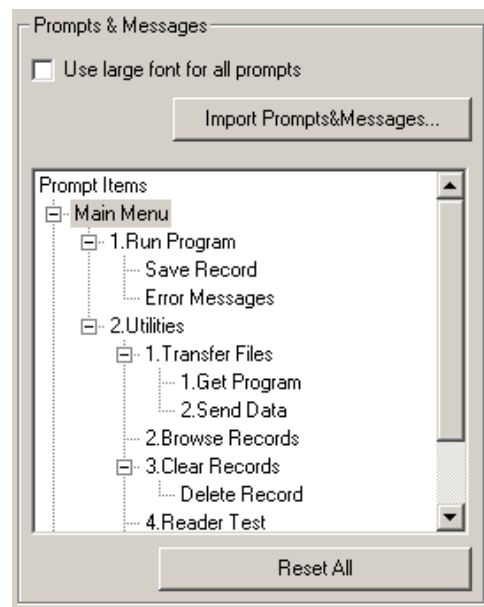 Prompts & Messages
Use large font for all prompts
Import Prompts&Messages...
Prompt Items
Main Menu
1.Run Program
Save Record
Error Messages
2.Utilities
1.Transfer Files
1.Get Program
2.Send Data
2.Browse Records
3.Clear Records
Delete Record
4.Reader Test
Reset All